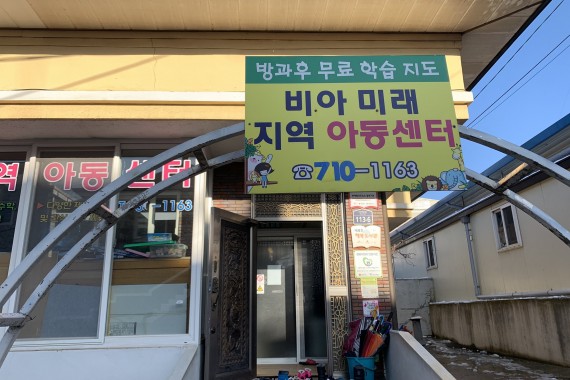 방과후 무료 학습 지도
비아 미래
지역 아동센터
☎710-1163
역 아동 센터
-1163
1134